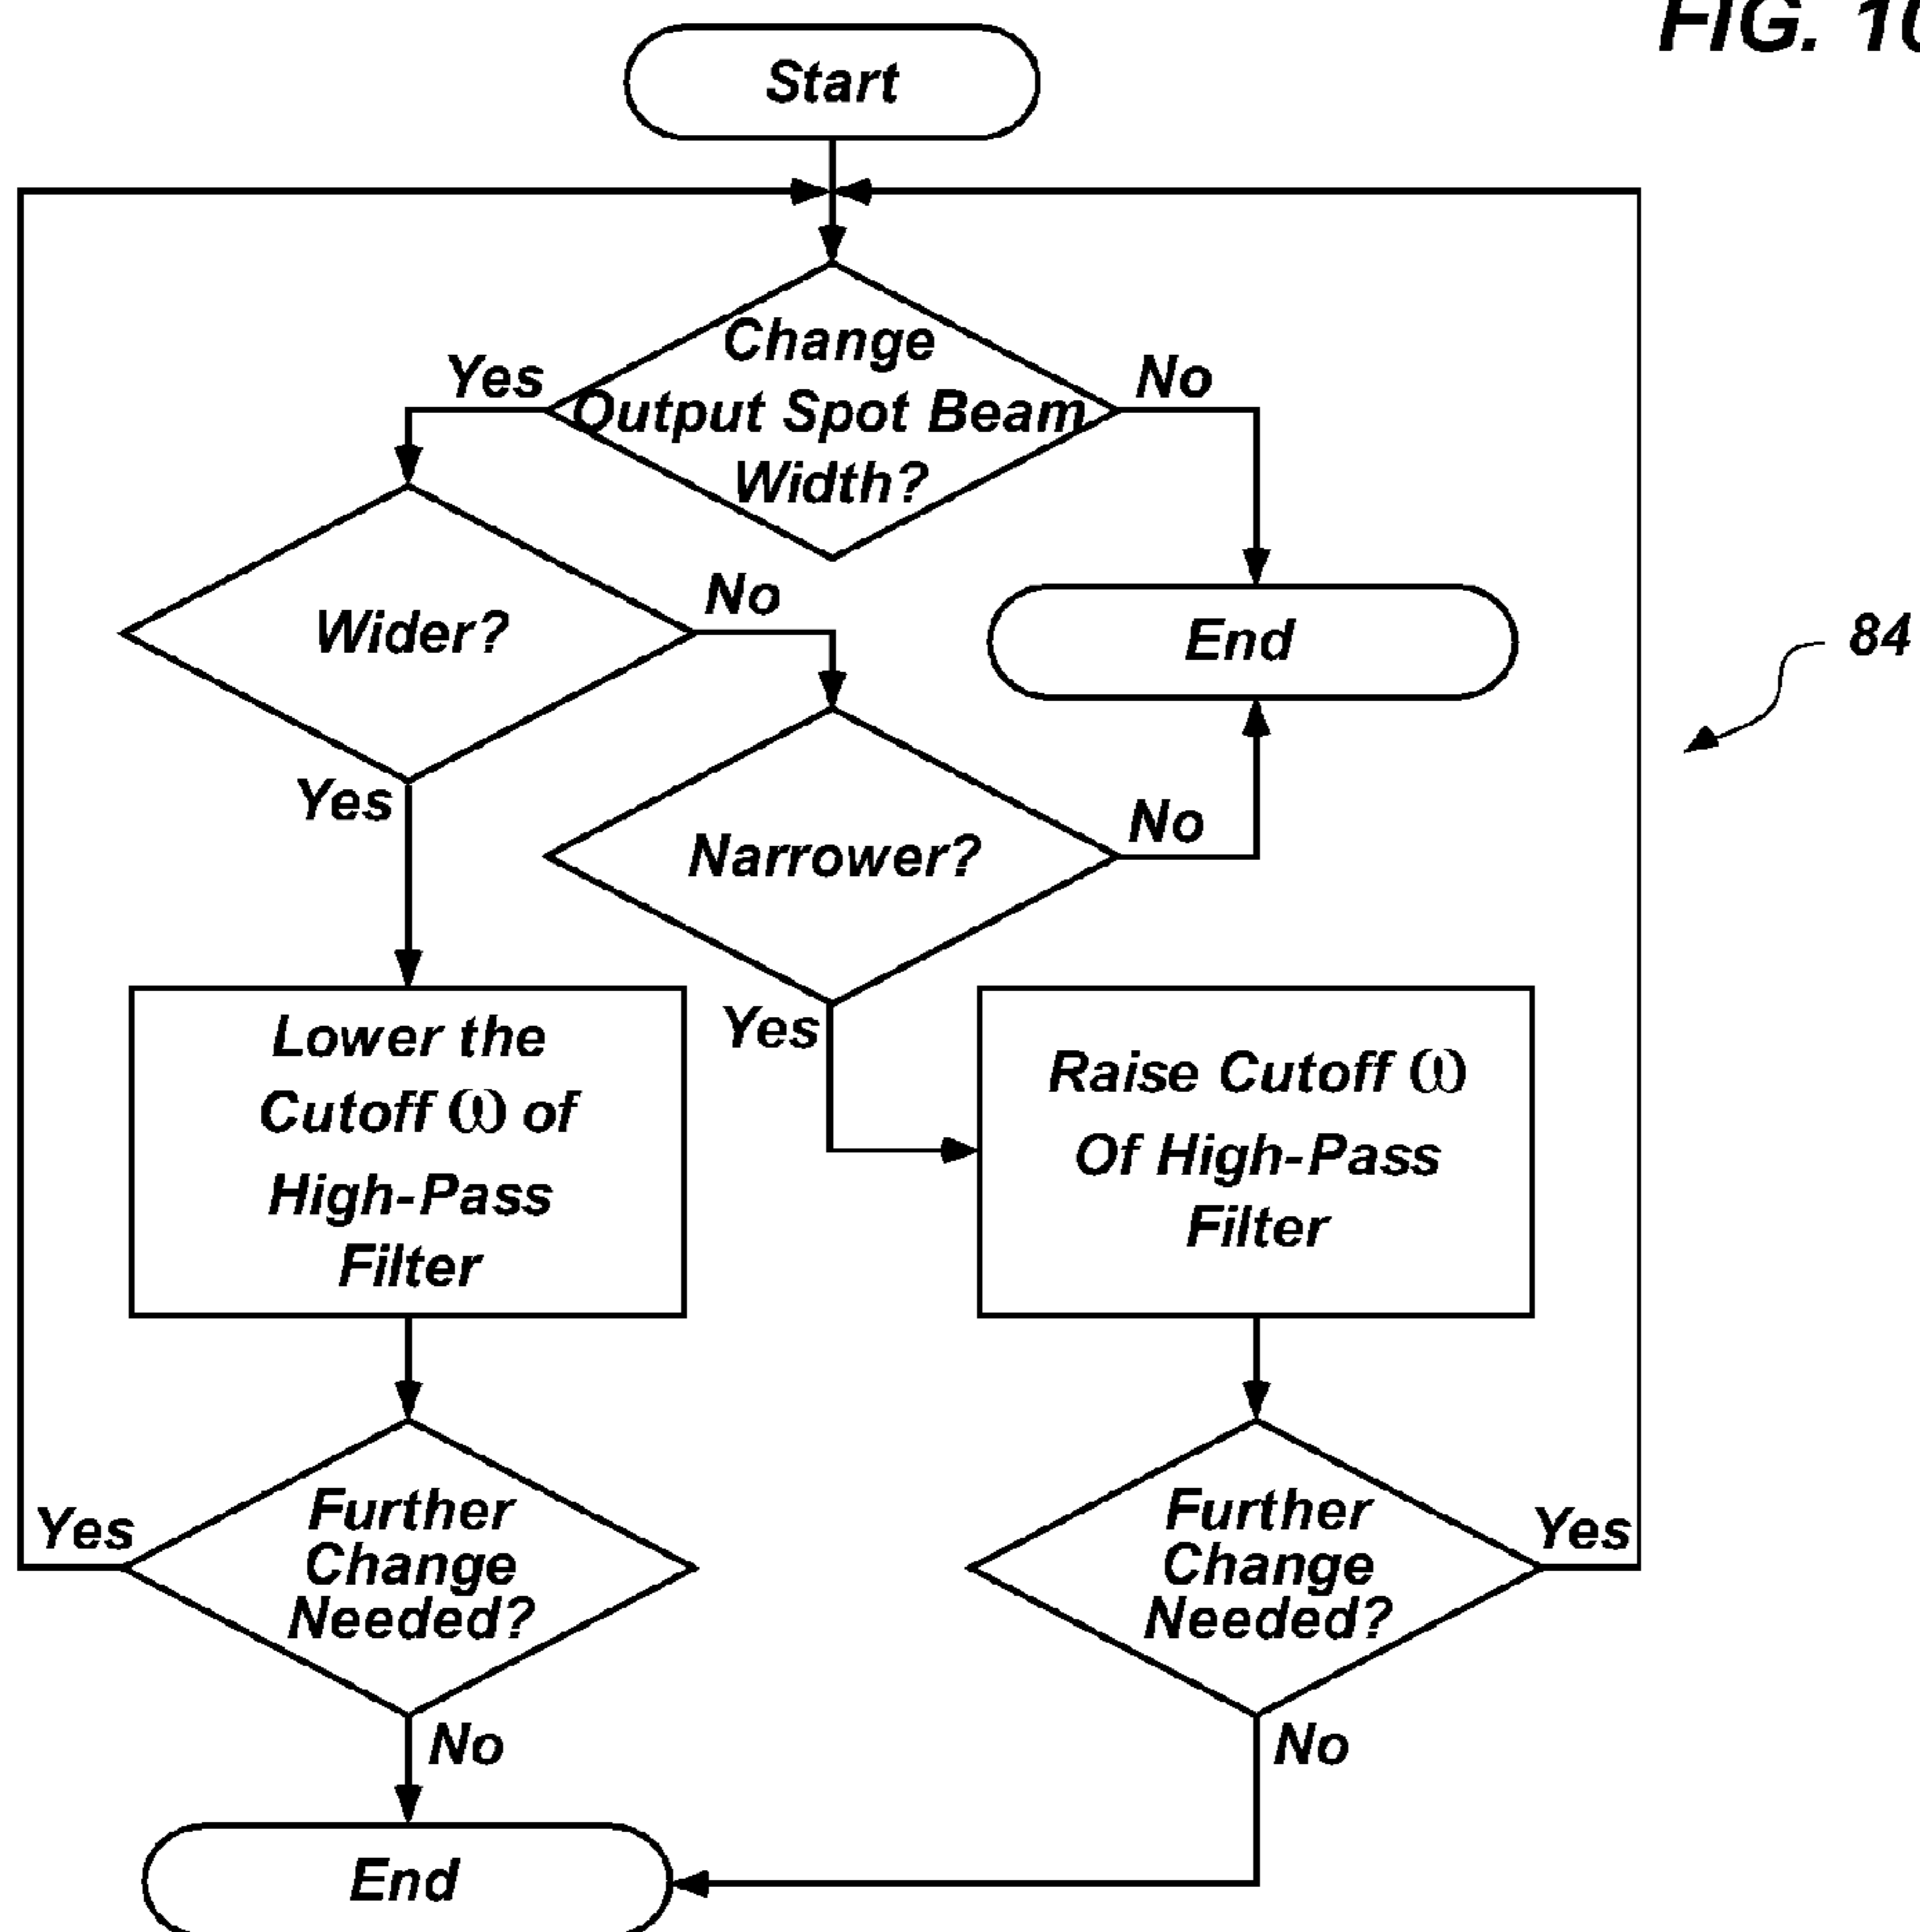 FIG. 10
Start
Change
Output Spot Beam
Width?
Yes
No
Wider?
No
End
84
Yes
Narrower?
No
Yes
Lower the
Cutoff ω of
High-Pass
Filter
Raise Cutoff ω
Of High-Pass
Filter
Further
Change
Needed?
Yes
Further
Change
Needed?
Yes
No
No
End